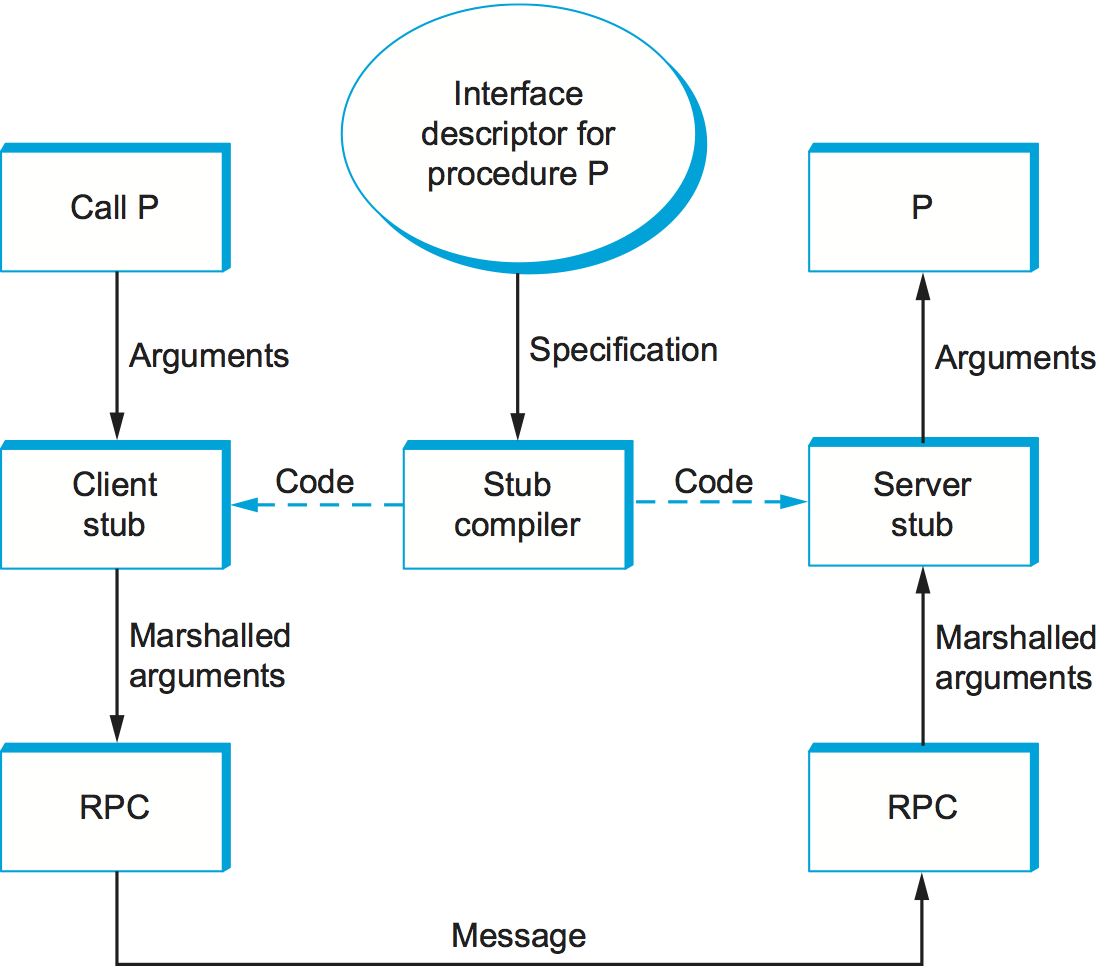 Interface
descriptor for
procedure P
Call P
P
Arguments
Specification
Arguments
Client
stub
Code
Stub
compiler
Code
Server
stub
Marshalled
arguments
Marshalled
arguments
RPC
RPC
Message